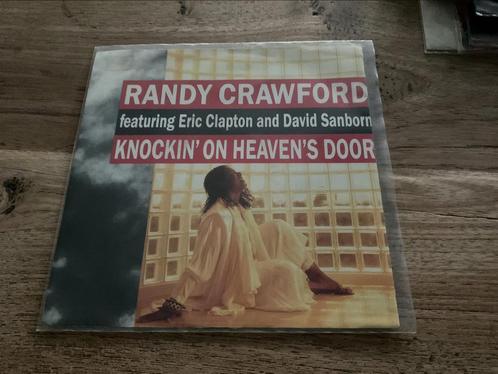 RANDY CRAWFORD
featuring Eric Clapton and David Sanborn
KNOCKIN' ON HEAVEN'S DOOR